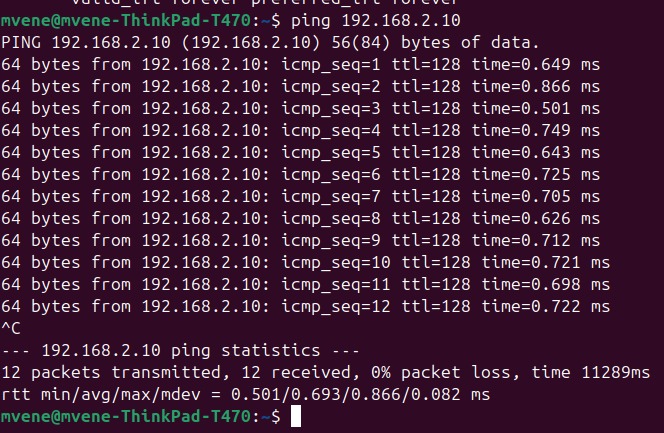 valid_lft forever preferred_lft forever
mvene@mvene-ThinkPad-T470:~$ ping 192.168.2.10
PING 192.168.2.10 (192.168.2.10) 56(84) bytes of data.
64 bytes from 192.168.2.10: icmp_seq=1 ttl=128 time=0.649 ms
64 bytes from 192.168.2.10: icmp_seq=2 ttl=128 time=0.866 ms
64 bytes from 192.168.2.10: icmp_seq=3 ttl=128 time=0.501 ms
64 bytes from 192.168.2.10: icmp_seq=4 ttl=128 time=0.749 ms
64 bytes from 192.168.2.10: icmp_seq=5 ttl=128 time=0.643 ms
64 bytes from 192.168.2.10: icmp_seq=6 ttl=128 time=0.725 ms
64 bytes from 192.168.2.10: icmp_seq=7 ttl=128 time=0.705 ms
64 bytes from 192.168.2.10: icmp_seq=8 ttl=128 time=0.626 ms
64 bytes from 192.168.2.10: icmp_seq=9 ttl=128 time=0.712 ms
64 bytes from 192.168.2.10: icmp_seq=10 ttl=128 time=0.721 ms
64 bytes from 192.168.2.10: icmp_seq=11 ttl=128 time=0.698 ms
64 bytes from 192.168.2.10: icmp_seq=12 ttl=128 time=0.722 ms
^C
--- 192.168.2.10 ping statistics ---
12 packets transmitted, 12 received, 0% packet loss, time 11289ms
rtt min/avg/max/mdev = 0.501/0.693/0.866/0.082 ms
mvene@mvene-ThinkPad-T470:~$